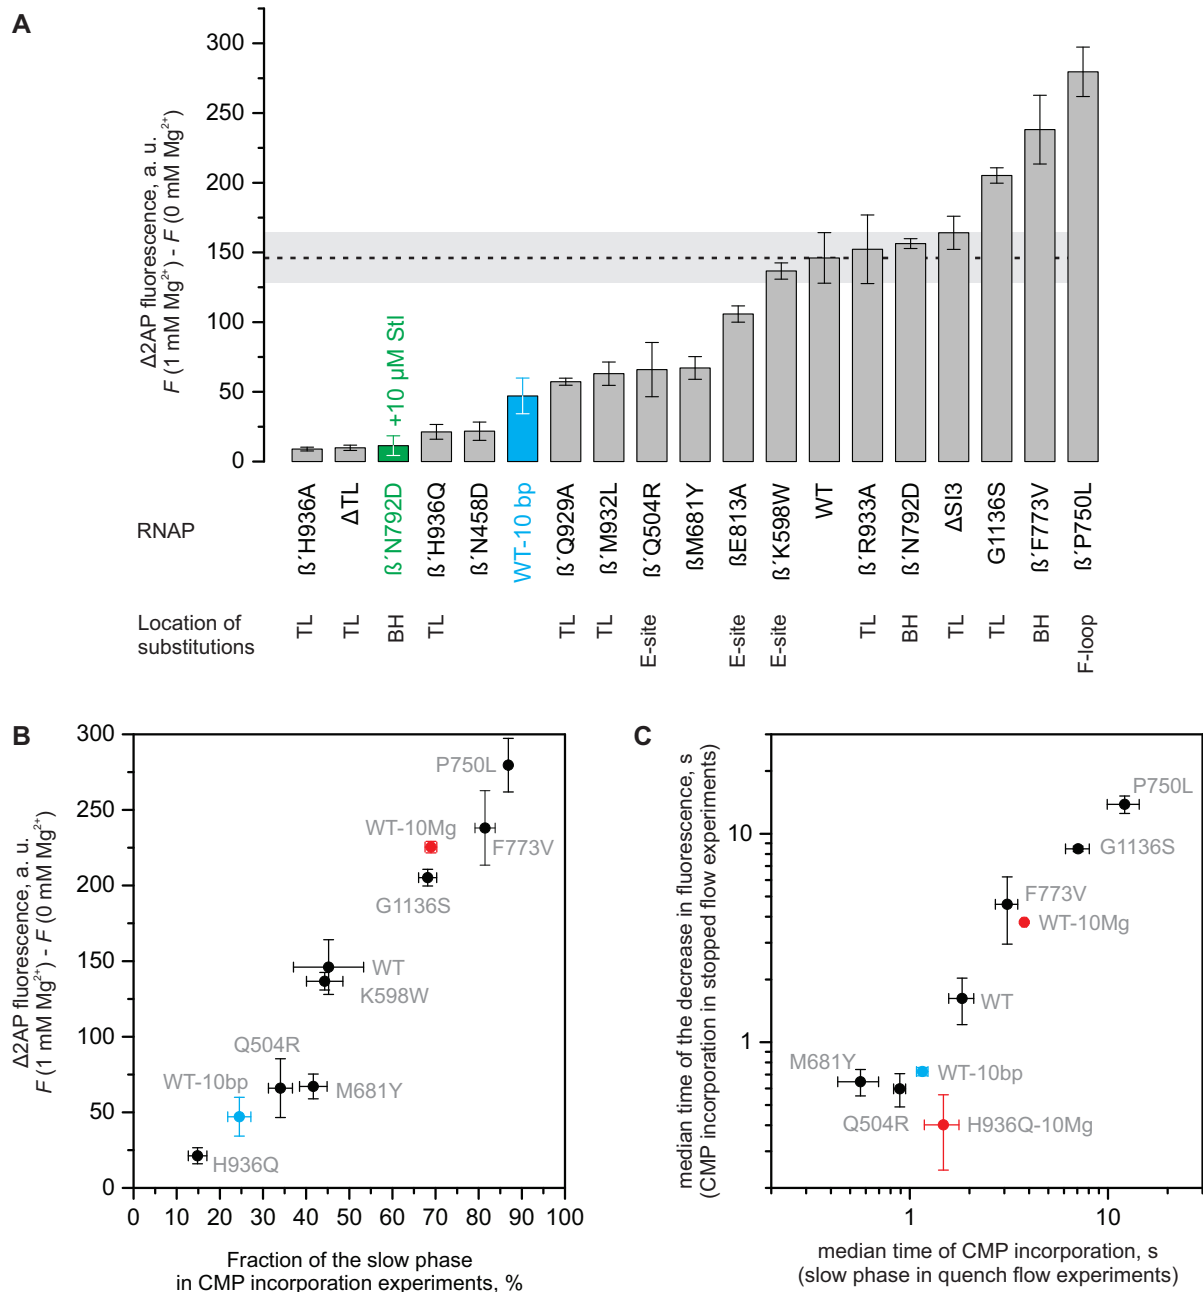 A
Δ2AP fluorescence, a. u.
F (1 mM Mg²⁺) - F (0 mM Mg²⁺)
300
250
200
150
100
50
0
+10 µM Stl
RNAP
ß´H936A
ΔTL
ß´N792D
ß´H936Q
ß´N458D
WT-10 bp
ß´Q929A
ß´M932L
ß´Q504R
ßM681Y
ßE813A
ß´K598W
WT
ß´R933A
ß´N792D
ΔSI3
G1136S
ß´F773V
ß´P750L
Location of
substitutions
TL
TL
BH
TL
TL
TL
E-site
E-site
E-site
TL
BH
TL
TL
BH
F-loop
B
Δ2AP fluorescence, a. u.
F (1 mM Mg²⁺) - F (0 mM Mg²⁺)
300
250
200
150
100
50
0
P750L
WT-10Mg
F773V
G1136S
WT
K598W
Q504R
WT-10bp
M681Y
H936Q
0 10 20 30 40 50 60 70 80 90 100
Fraction of the slow phase
in CMP incorporation experiments, %
C
median time of the decrease in fluorescence, s
(CMP incorporation in stopped flow experiments)
10
1
P750L
G1136S
F773V
WT-10Mg
WT
M681Y
WT-10bp
Q504R
H936Q-10Mg
1 10
median time of CMP incorporation, s
(slow phase in quench flow experiments)